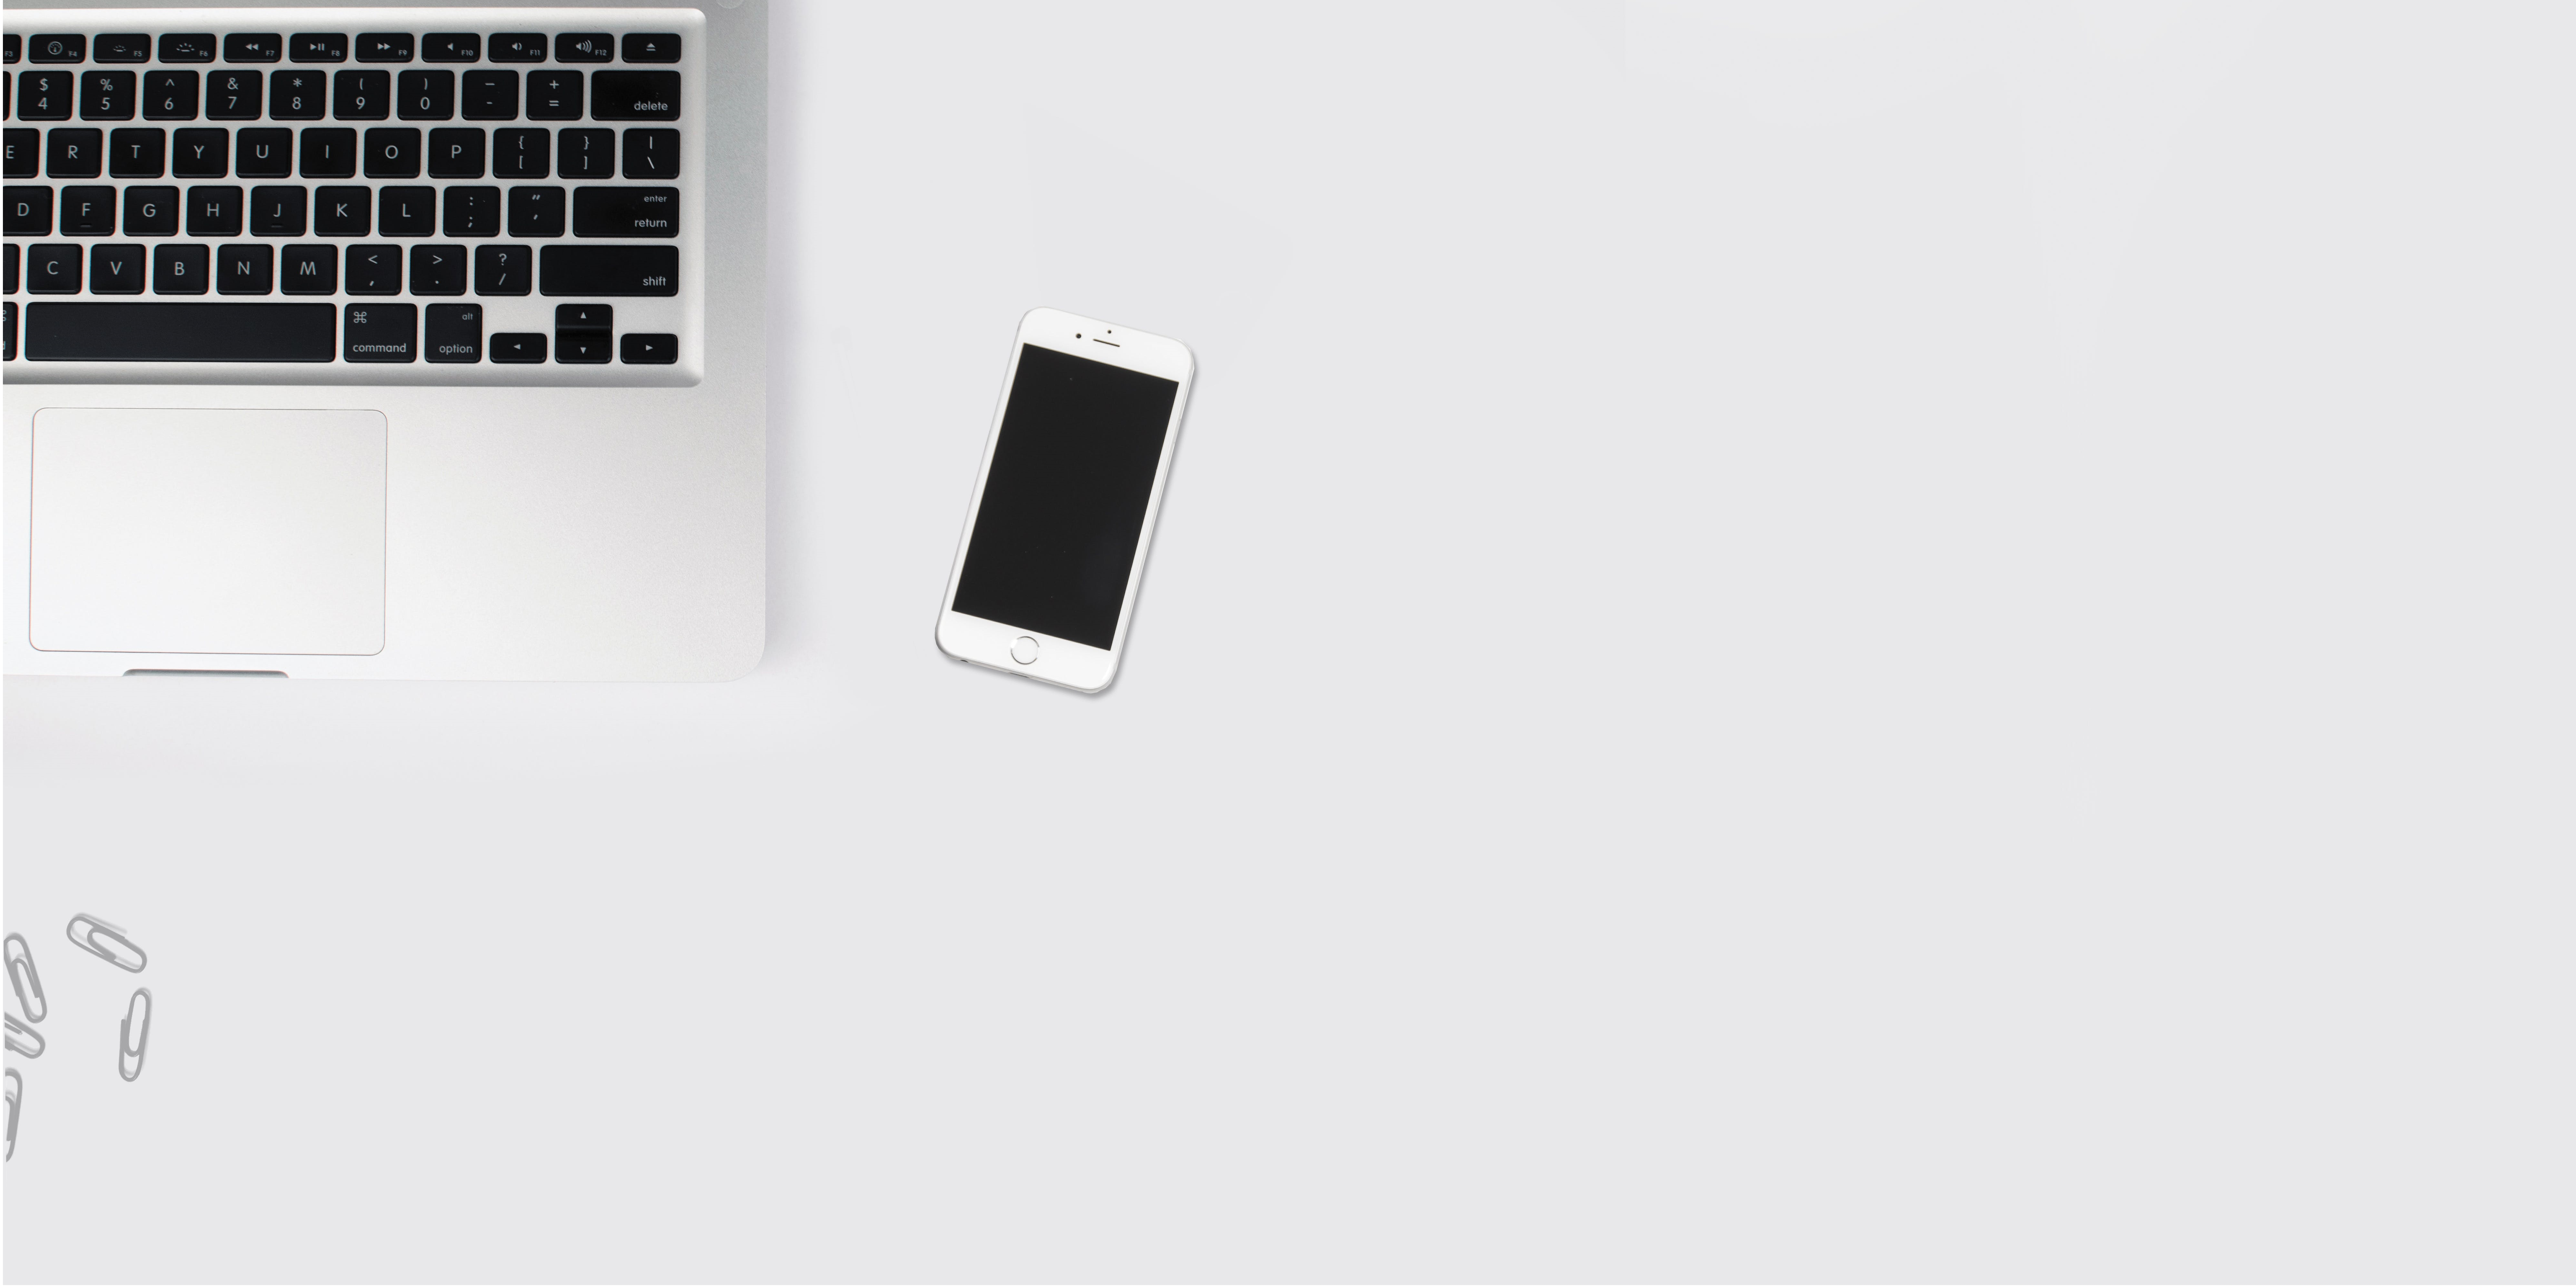 F3 F4 F5 F6 F7 F8 F9 F10 F11 F12
$ % ^ & * ( ) — +
4 5 6 7 8 9 0 - = delete
E R T Y U I O P { [ } ] | \
D F G H J K L : ; " ' enter return
C V B N M < , > . ? / shift
⌘ command alt option